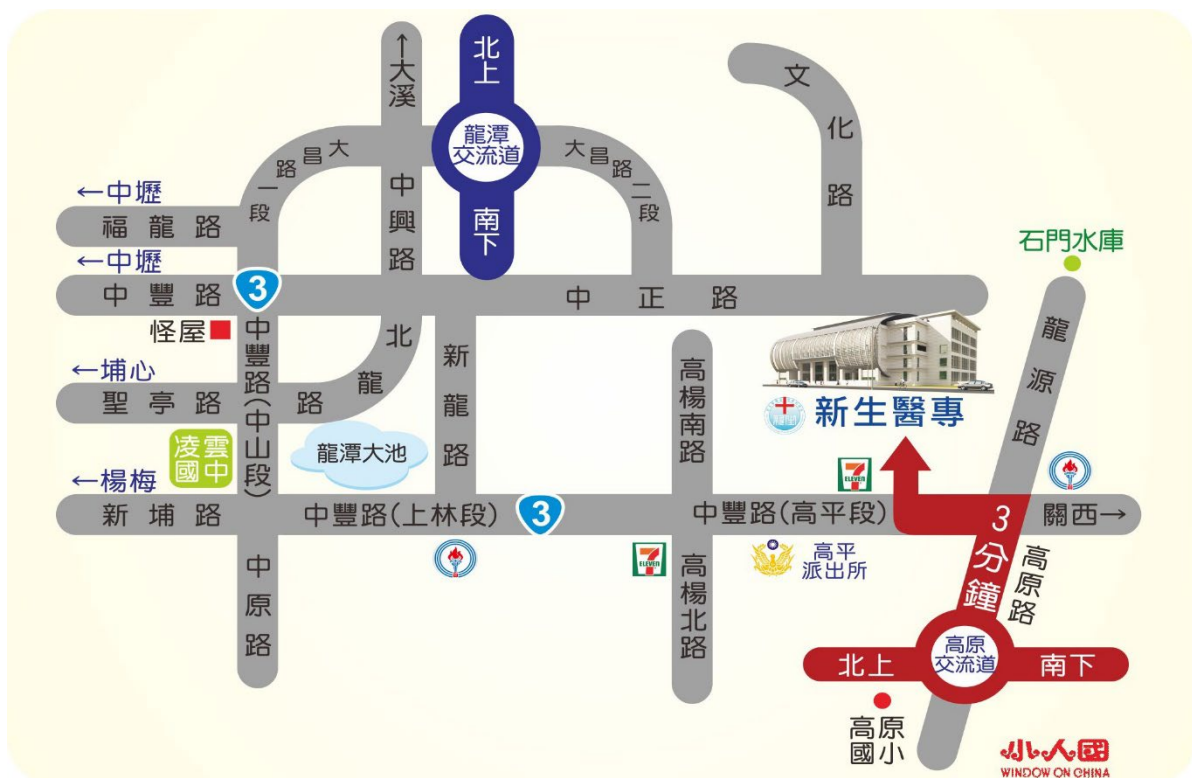 北上
←大溪
龍潭
交流道
文化路
大昌路一段
大昌路二段
中興路
南下
←中壢
福龍路
石門水庫
←中壢
中豐路
3
中正路
怪屋
中豐路(中山段)
北龍路
新龍路
高楊南路
龍源路
←埔心
聖亭路
新生醫專
凌雲
國中
龍潭大池
←楊梅
新埔路
中豐路(上林段)
3
中豐路(高平段)
7
ELEVEN
3分鐘
關西→
中原路
7
ELEVEN
高楊北路
高平
派出所
高原路
高原
交流道
北上
南下
高原
國小
小人國
WINDOW ON CHINA